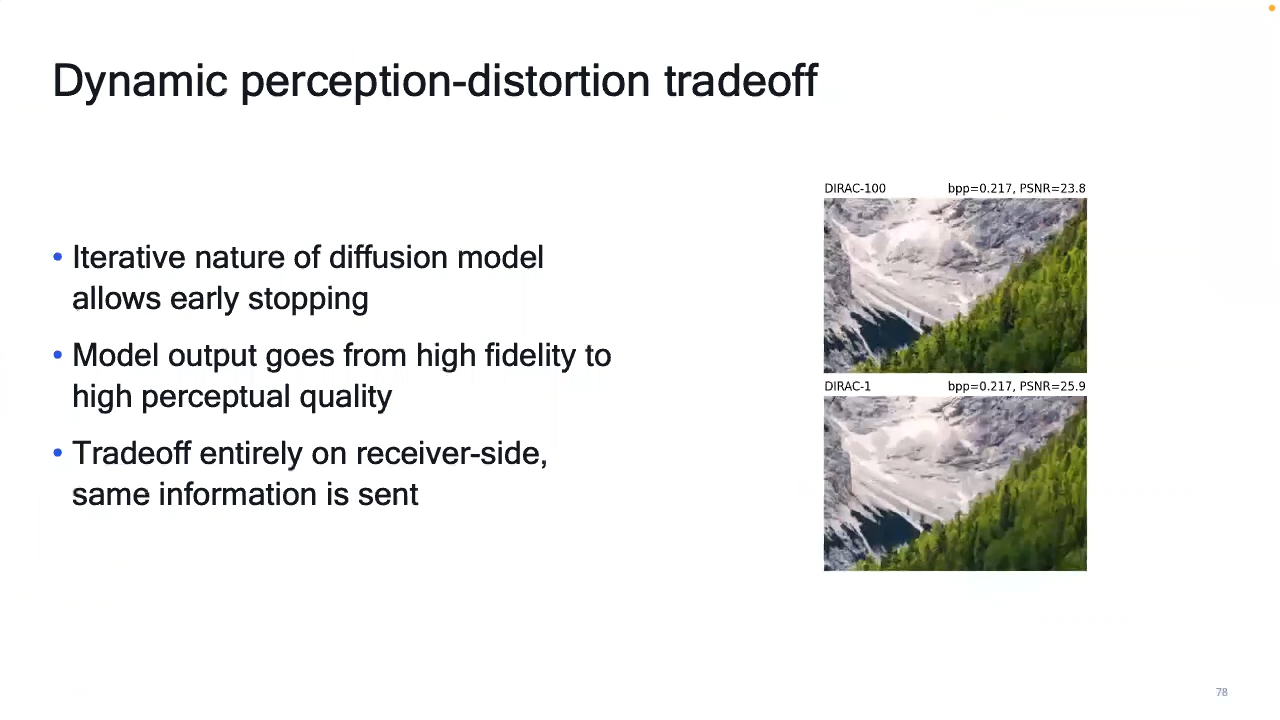 Dynamic perception-distortion tradeoff
• Iterative nature of diffusion model
allows early stopping
• Model output goes from high fidelity to
high perceptual quality
• Tradeoff entirely on receiver-side,
same information is sent
DIRAC-100 bpp=0.217, PSNR=23.8
DIRAC-1 bpp=0.217, PSNR=25.9
78